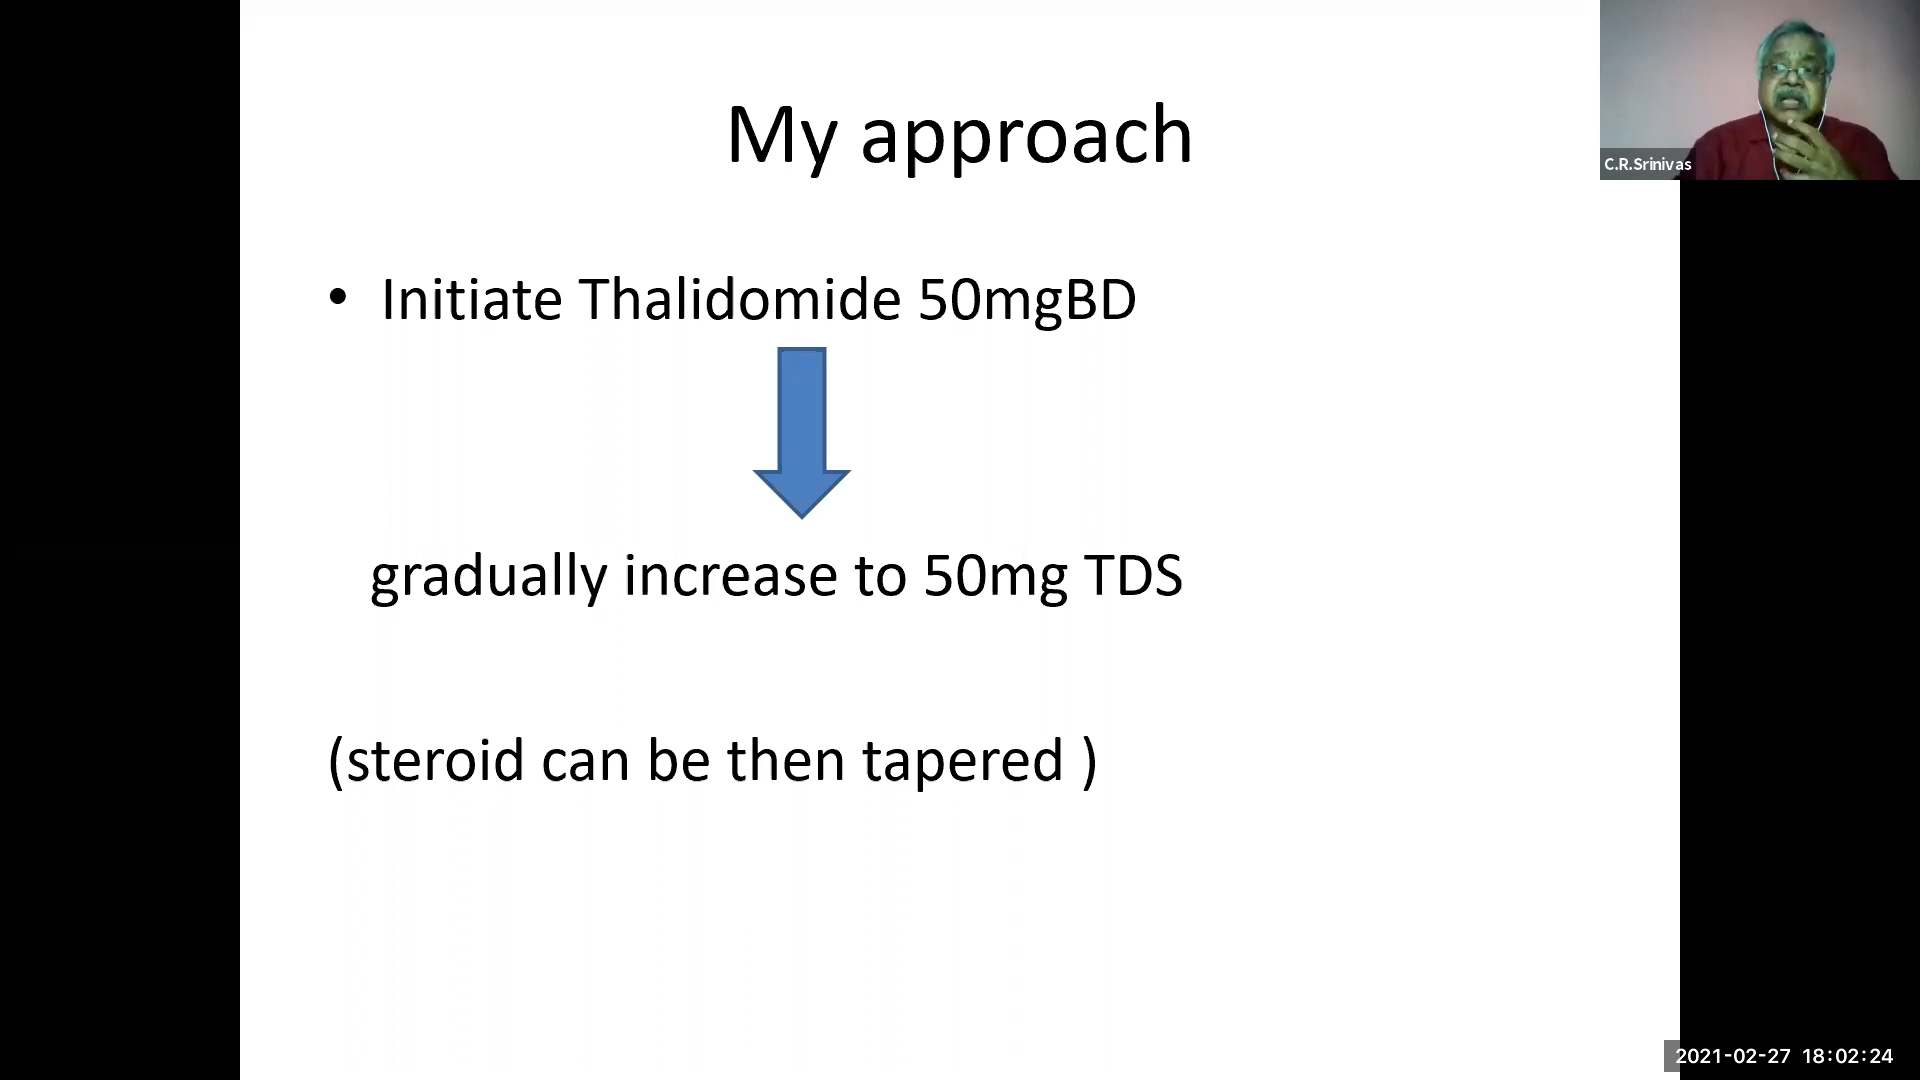 My approach
C.R.Srinivas
• Initiate Thalidomide 50mgBD
gradually increase to 50mg TDS
(steroid can be then tapered )
2021-02-27 18:02:24